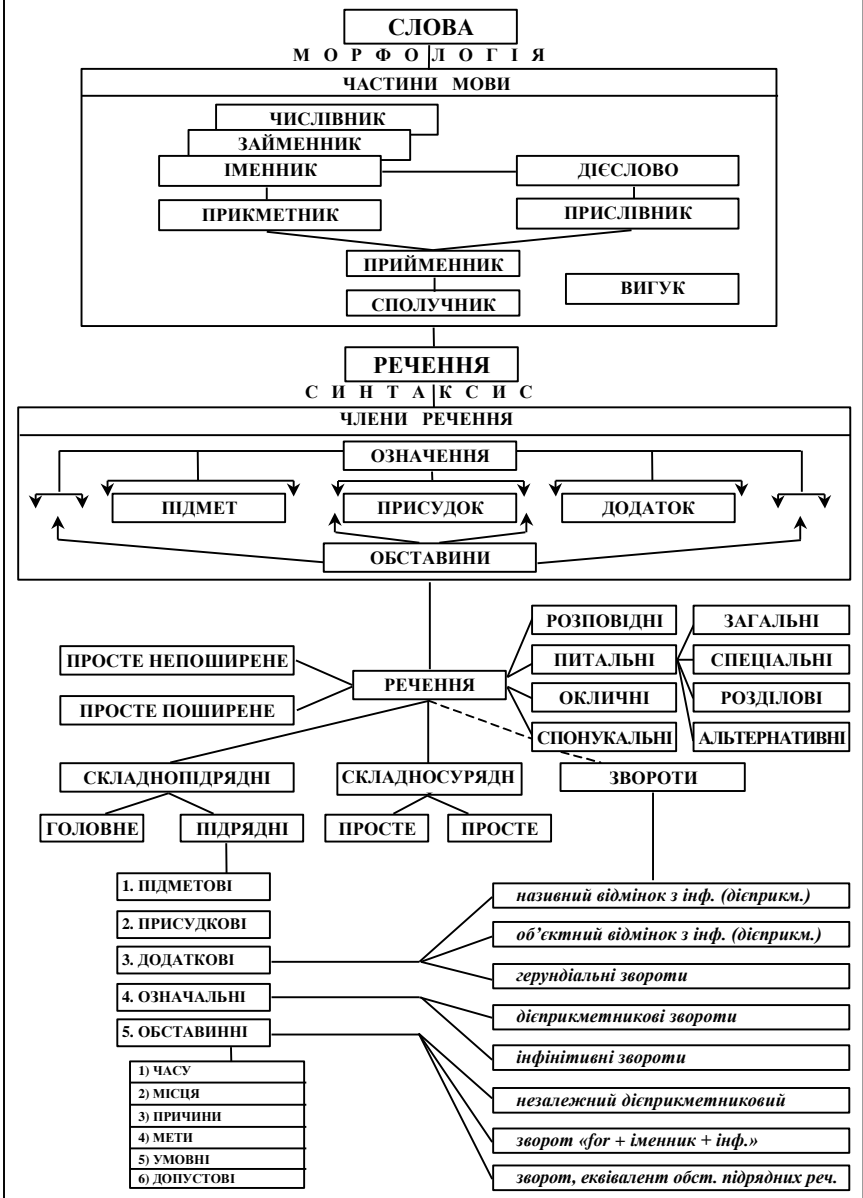 СЛОВА
М О Р Ф О Л О Г І Я
ЧАСТИНИ МОВИ
ЧИСЛІВНИК
ЗАЙМЕННИК
ІМЕННИК
ДІЄСЛОВО
ПРИКМЕТНИК
ПРИСЛІВНИК
ПРИЙМЕННИК
ВИГУК
СПОЛУЧНИК
РЕЧЕННЯ
С И Н Т А К С И С
ЧЛЕНИ РЕЧЕННЯ
ОЗНАЧЕННЯ
ПІДМЕТ
ПРИСУДОК
ДОДАТОК
ОБСТАВИНИ
РОЗПОВІДНІ
ЗАГАЛЬНІ
ПРОСТЕ НЕПОШИРЕНЕ
ПИТАЛЬНІ
СПЕЦІАЛЬНІ
РЕЧЕННЯ
ОКЛИЧНІ
РОЗДІЛОВІ
ПРОСТЕ ПОШИРЕНЕ
СПОНУКАЛЬНІ
АЛЬТЕРНАТИВНІ
СКЛАДНОПІДРЯДНІ
СКЛАДНОСУРЯДН
ЗВОРОТИ
ГОЛОВНЕ
ПІДРЯДНІ
ПРОСТЕ
ПРОСТЕ
1. ПІДМЕТОВІ
2. ПРИСУДКОВІ
3. ДОДАТКОВІ
4. ОЗНАЧАЛЬНІ
5. ОБСТАВИННІ
1) ЧАСУ
2) МІСЦЯ
3) ПРИЧИНИ
4) МЕТИ
5) УМОВНІ
6) ДОПУСТОВІ
називний відмінок з інф. (дієприкм.)
об’єктний відмінок з інф. (дієприкм.)
герундіальні звороти
дієприкметникові звороти
інфінітивні звороти
незалежний дієприкметниковий
зворот «for + іменник + інф.»
зворот, еквівалент обст. підрядних реч.